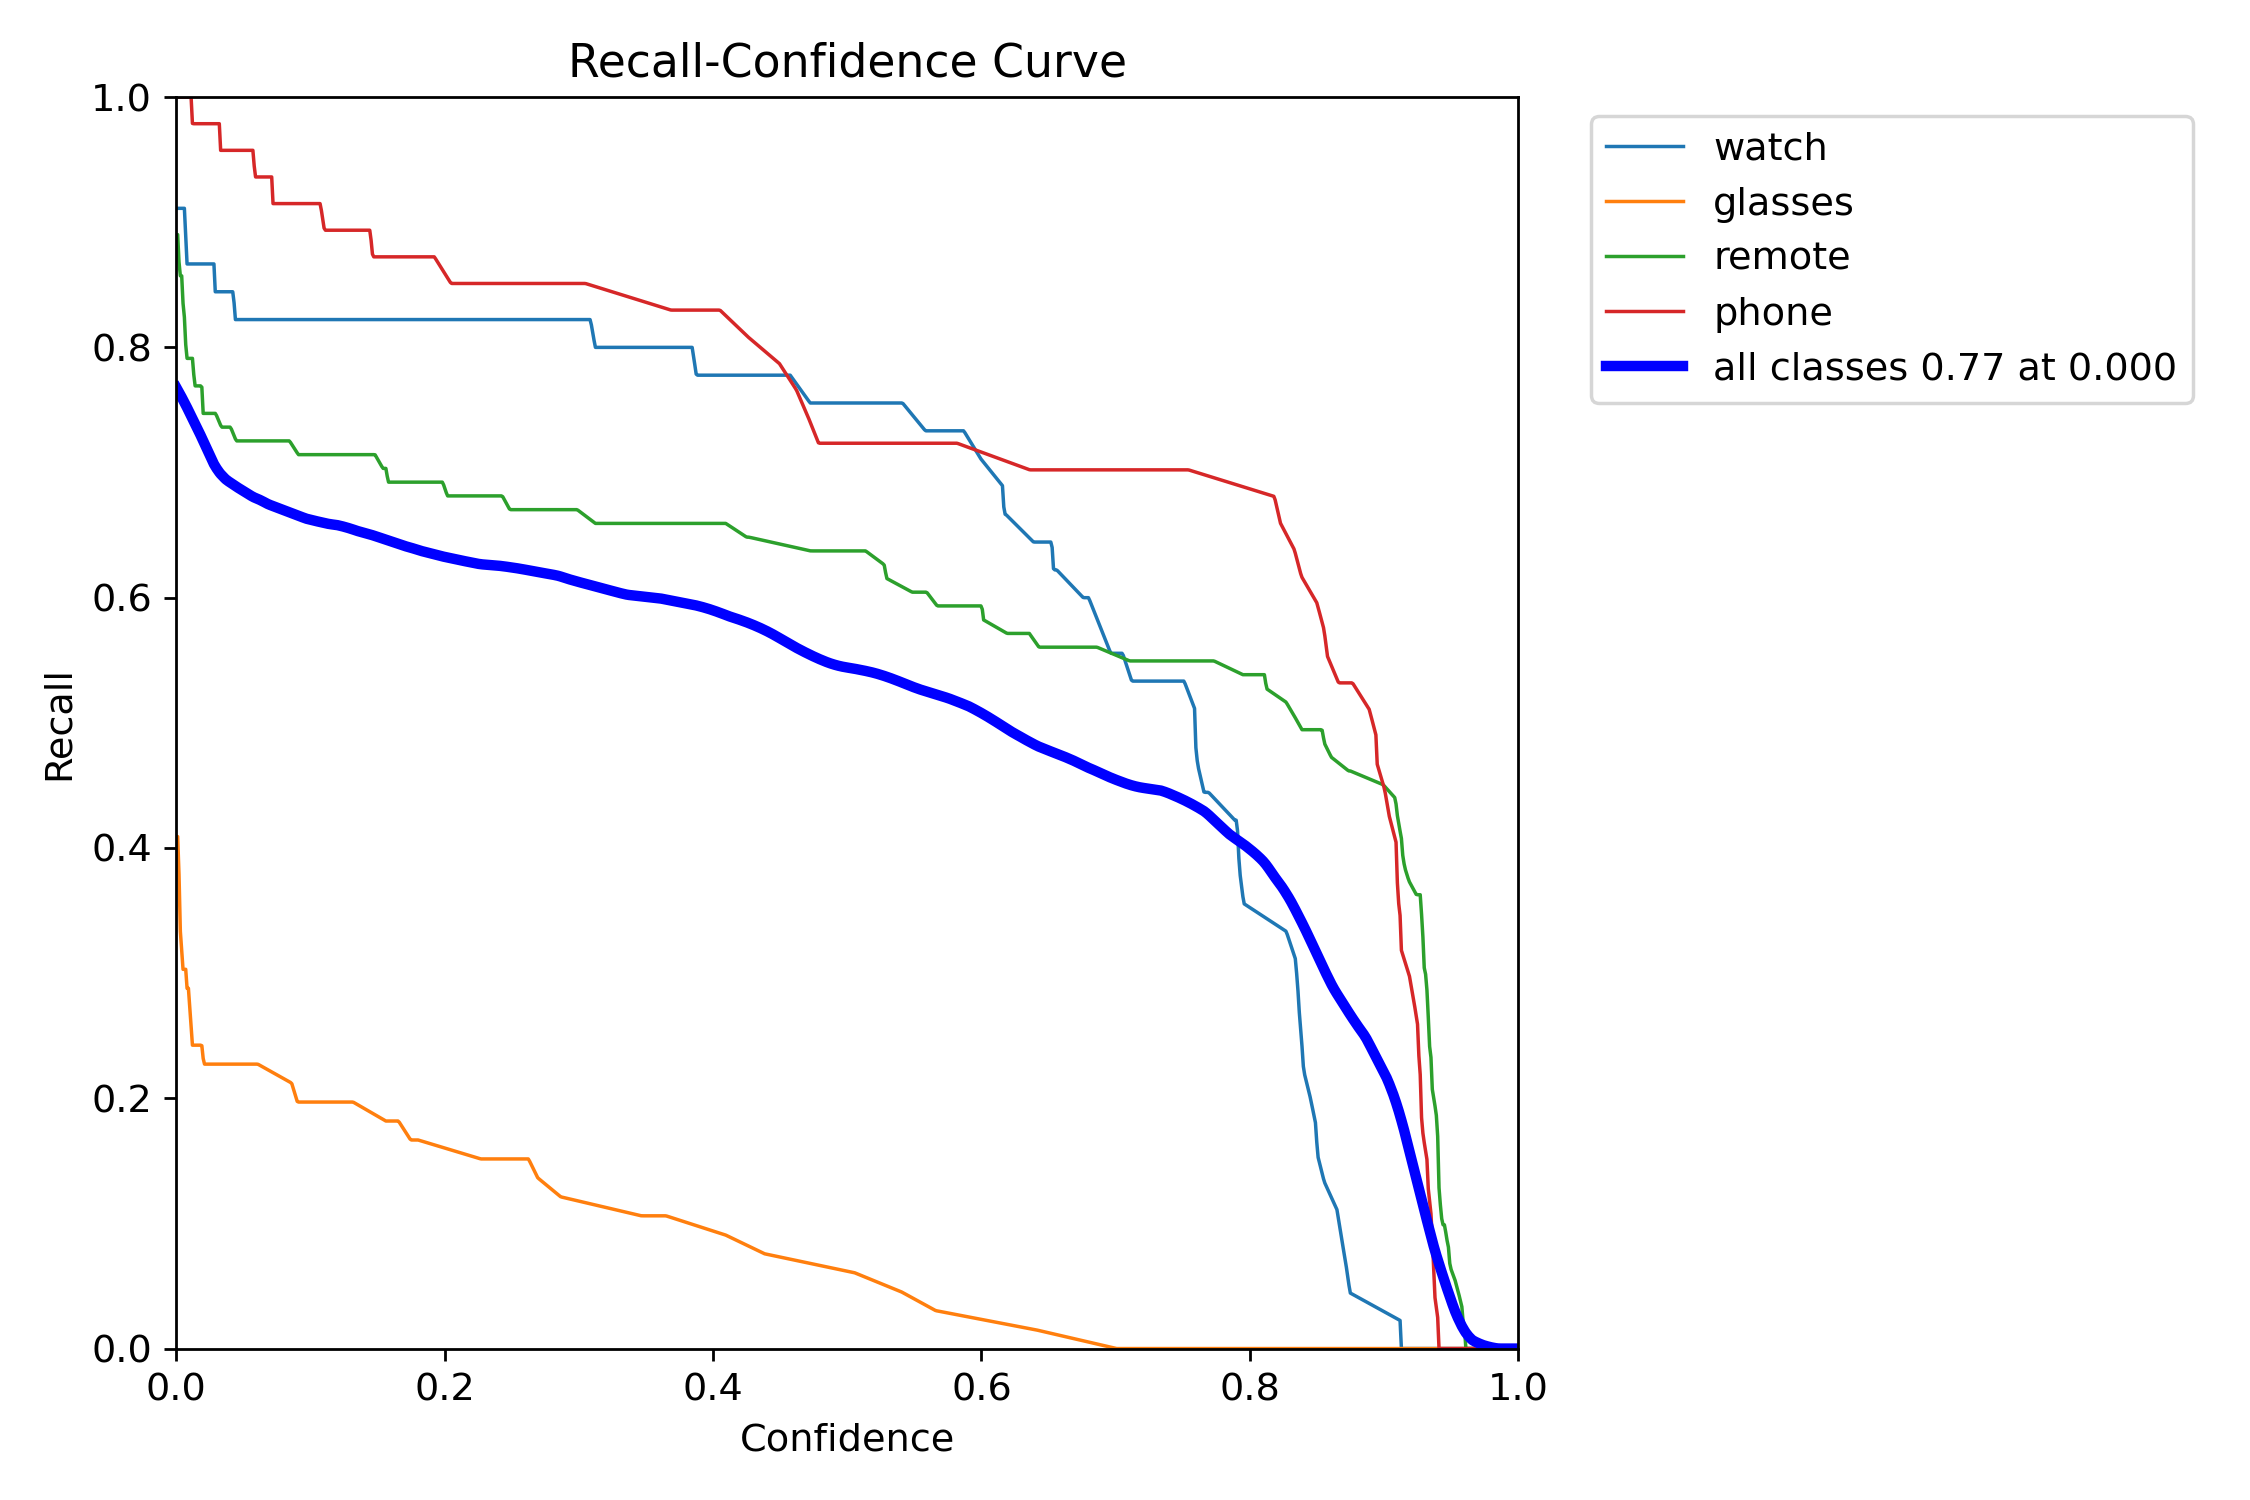 Recall-Confidence Curve
1.0
0.8
0.6
0.4
0.2
0.0
Recall
0.0 0.2 0.4 0.6 0.8 1.0
Confidence
watch
glasses
remote
phone
all classes 0.77 at 0.000